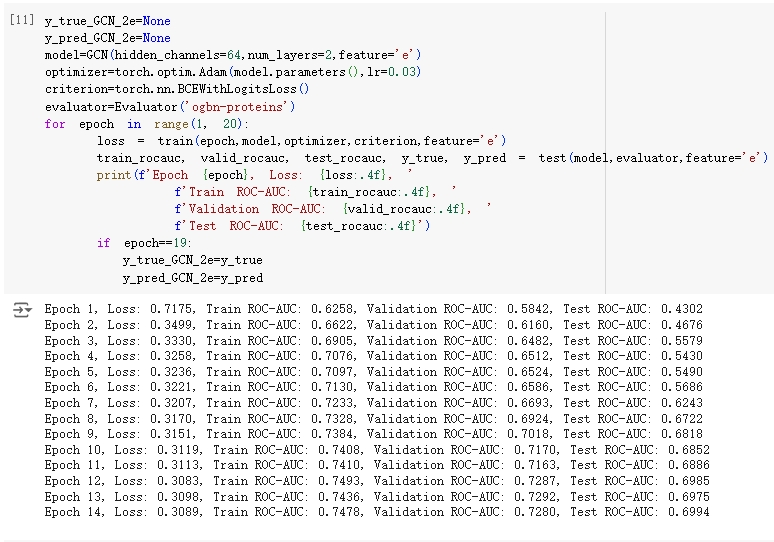 [11] y_true_GCN_2e=None
y_pred_GCN_2e=None
model=GCN(hidden_channels=64,num_layers=2,feature='e')
optimizer=torch.optim.Adam(model.parameters(),lr=0.03)
criterion=torch.nn.BCEWithLogitsLoss()
evaluator=Evaluator('ogbn-proteins')
for epoch in range(1, 20):
loss = train(epoch,model,optimizer,criterion,feature='e')
train_rocauc, valid_rocauc, test_rocauc, y_true, y_pred = test(model,evaluator,feature='e')
print(f'Epoch {epoch}, Loss: {loss:.4f}, '
f'Train ROC-AUC: {train_rocauc:.4f}, '
f'Validation ROC-AUC: {valid_rocauc:.4f}, '
f'Test ROC-AUC: {test_rocauc:.4f}')
if epoch==19:
y_true_GCN_2e=y_true
y_pred_GCN_2e=y_pred
Epoch 1, Loss: 0.7175, Train ROC-AUC: 0.6258, Validation ROC-AUC: 0.5842, Test ROC-AUC: 0.4302
Epoch 2, Loss: 0.3499, Train ROC-AUC: 0.6622, Validation ROC-AUC: 0.6160, Test ROC-AUC: 0.4676
Epoch 3, Loss: 0.3330, Train ROC-AUC: 0.6905, Validation ROC-AUC: 0.6482, Test ROC-AUC: 0.5579
Epoch 4, Loss: 0.3258, Train ROC-AUC: 0.7076, Validation ROC-AUC: 0.6512, Test ROC-AUC: 0.5430
Epoch 5, Loss: 0.3236, Train ROC-AUC: 0.7097, Validation ROC-AUC: 0.6524, Test ROC-AUC: 0.5490
Epoch 6, Loss: 0.3221, Train ROC-AUC: 0.7130, Validation ROC-AUC: 0.6586, Test ROC-AUC: 0.5686
Epoch 7, Loss: 0.3207, Train ROC-AUC: 0.7233, Validation ROC-AUC: 0.6693, Test ROC-AUC: 0.6243
Epoch 8, Loss: 0.3170, Train ROC-AUC: 0.7328, Validation ROC-AUC: 0.6924, Test ROC-AUC: 0.6722
Epoch 9, Loss: 0.3151, Train ROC-AUC: 0.7384, Validation ROC-AUC: 0.7018, Test ROC-AUC: 0.6818
Epoch 10, Loss: 0.3119, Train ROC-AUC: 0.7408, Validation ROC-AUC: 0.7170, Test ROC-AUC: 0.6852
Epoch 11, Loss: 0.3113, Train ROC-AUC: 0.7410, Validation ROC-AUC: 0.7163, Test ROC-AUC: 0.6886
Epoch 12, Loss: 0.3083, Train ROC-AUC: 0.7493, Validation ROC-AUC: 0.7287, Test ROC-AUC: 0.6985
Epoch 13, Loss: 0.3098, Train ROC-AUC: 0.7436, Validation ROC-AUC: 0.7292, Test ROC-AUC: 0.6975
Epoch 14, Loss: 0.3089, Train ROC-AUC: 0.7478, Validation ROC-AUC: 0.7280, Test ROC-AUC: 0.6994